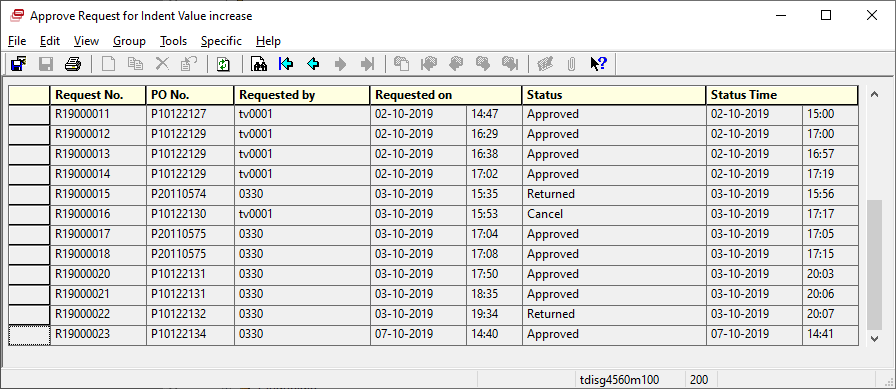 Approve Request for Indent Value increase
File Edit View Group Tools Specific Help
Request No. PO No. Requested by Requested on Status Status Time
R19000011 P10122127 tv0001 02-10-2019 14:47 Approved 02-10-2019 15:00
R19000012 P10122129 tv0001 02-10-2019 16:29 Approved 02-10-2019 17:00
R19000013 P10122129 tv0001 02-10-2019 16:38 Approved 02-10-2019 16:57
R19000014 P10122129 tv0001 02-10-2019 17:02 Approved 02-10-2019 17:19
R19000015 P20110574 0330 03-10-2019 15:35 Returned 03-10-2019 15:56
R19000016 P10122130 tv0001 03-10-2019 15:53 Cancel 03-10-2019 17:17
R19000017 P20110575 0330 03-10-2019 17:04 Approved 03-10-2019 17:05
R19000018 P20110575 0330 03-10-2019 17:08 Approved 03-10-2019 17:15
R19000020 P10122131 0330 03-10-2019 17:50 Approved 03-10-2019 20:03
R19000021 P10122131 0330 03-10-2019 18:35 Approved 03-10-2019 20:06
R19000022 P10122132 0330 03-10-2019 19:34 Returned 03-10-2019 20:07
R19000023 P10122134 0330 07-10-2019 14:40 Approved 07-10-2019 14:41
tdisg4560m100 200